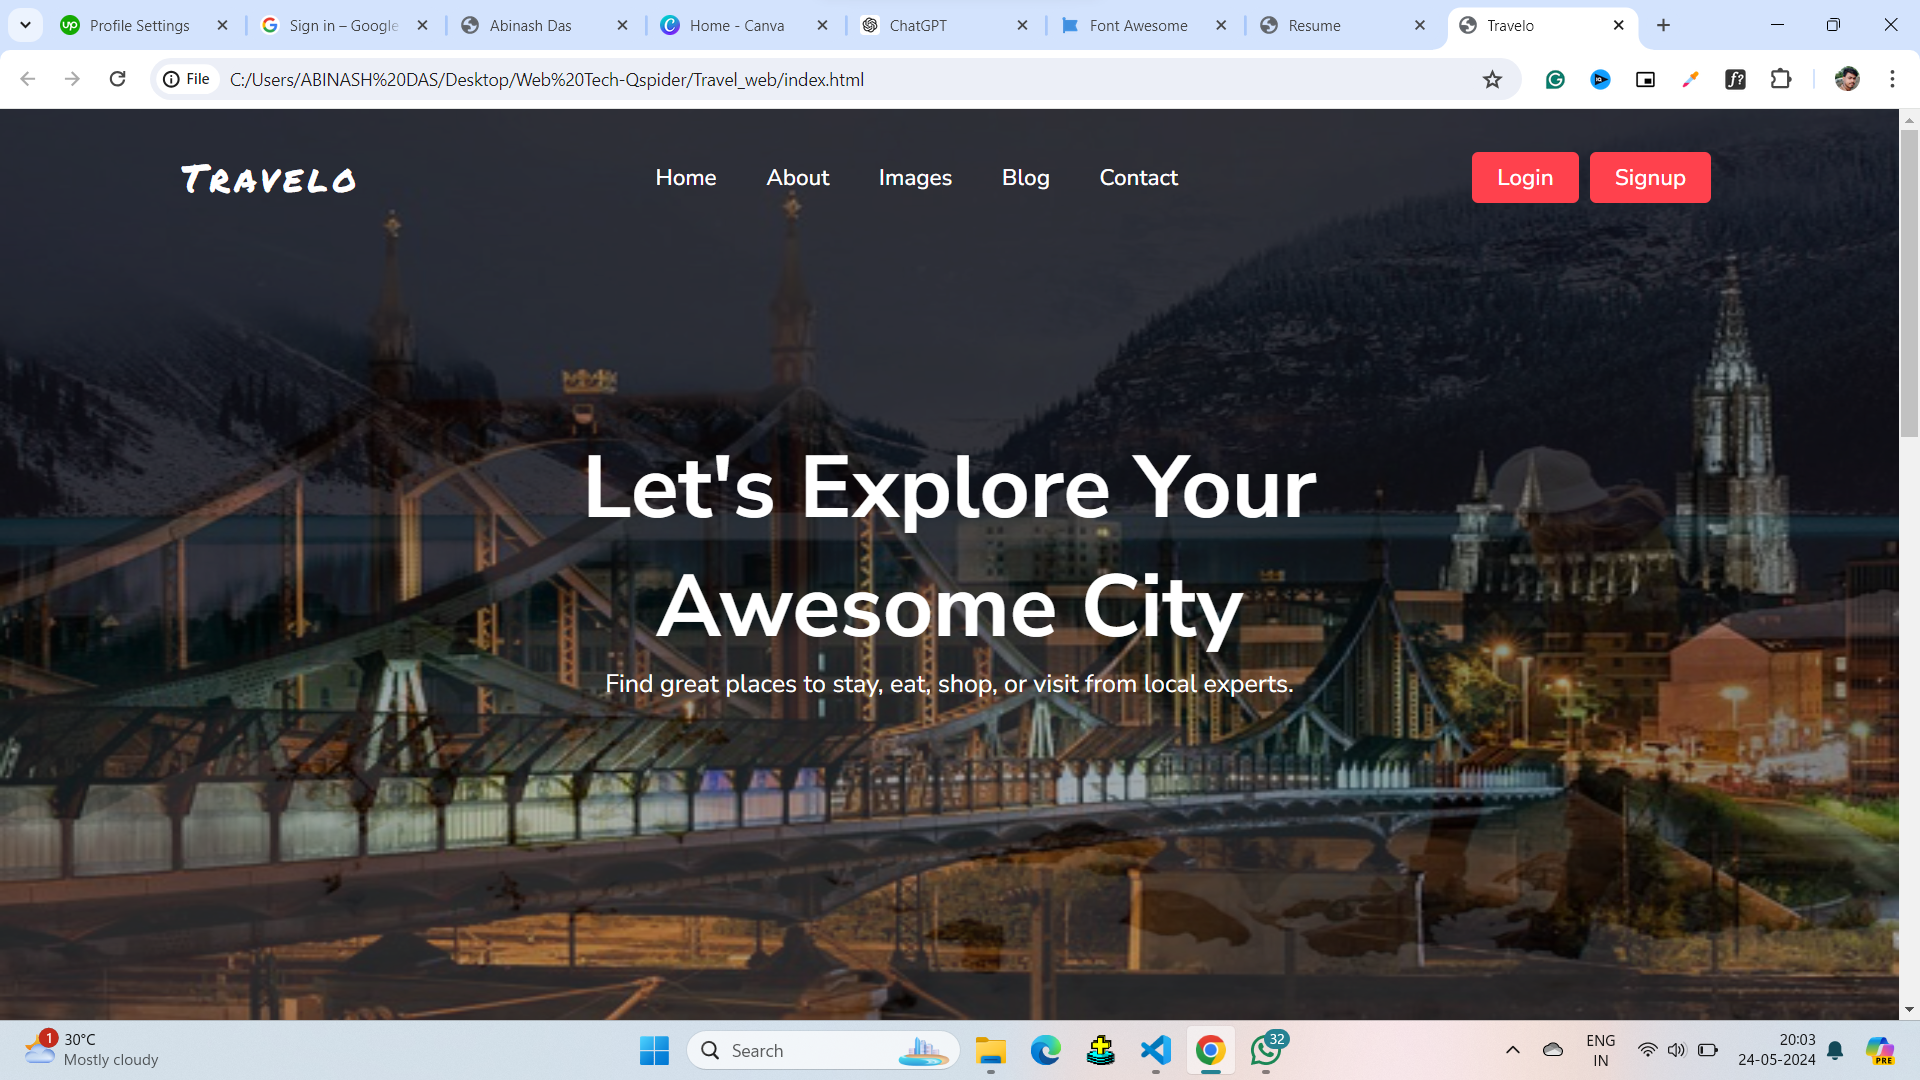 Profile Settings
Sign in – Google
Abinash Das
Home - Canva
ChatGPT
Font Awesome
Resume
Travelo
File
C:/Users/ABINASH%20DAS/Desktop/Web%20Tech-Qspider/Travel_web/index.html
Travelo
Home
About
Images
Blog
Contact
Login
Signup
Let's Explore Your
Awesome City
Find great places to stay, eat, shop, or visit from local experts.
1
30°C
Mostly cloudy
Search
32
ENG
IN
20:03
24-05-2024
PRE